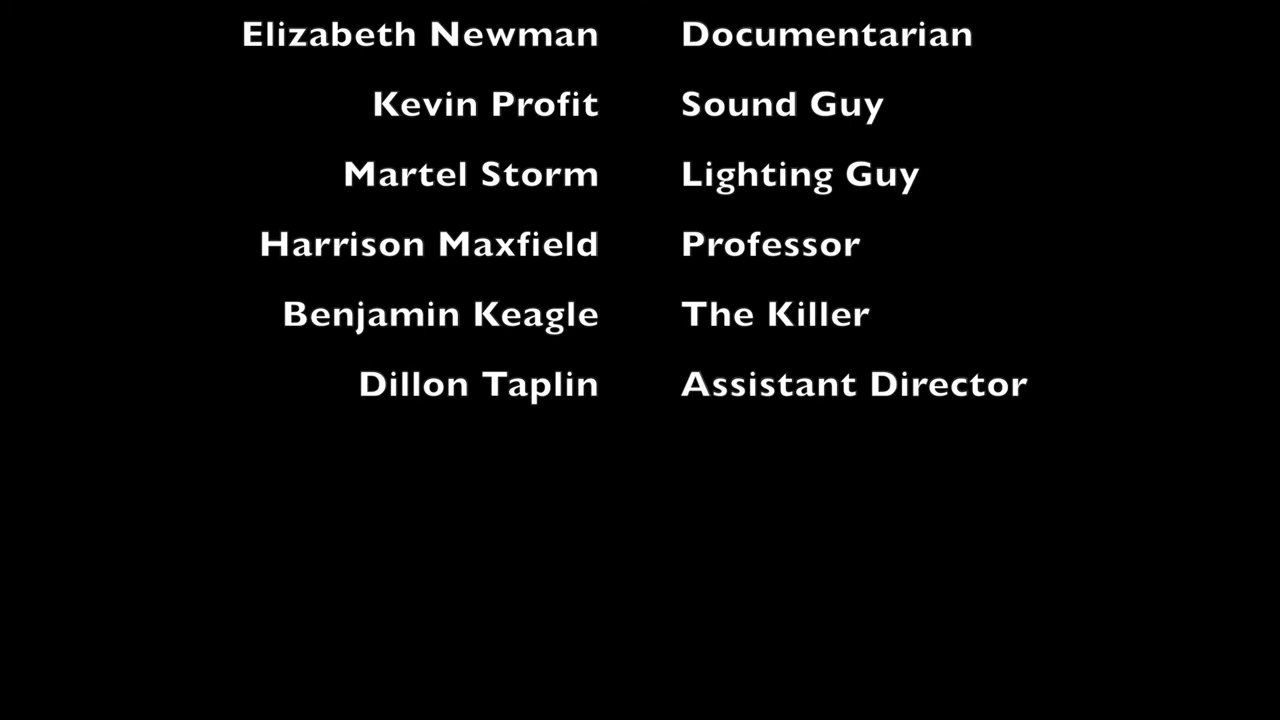 Elizabeth Newman Documentarian
Kevin Profit Sound Guy
Martel Storm Lighting Guy
Harrison Maxfield Professor
Benjamin Keagle The Killer
Dillon Taplin Assistant Director